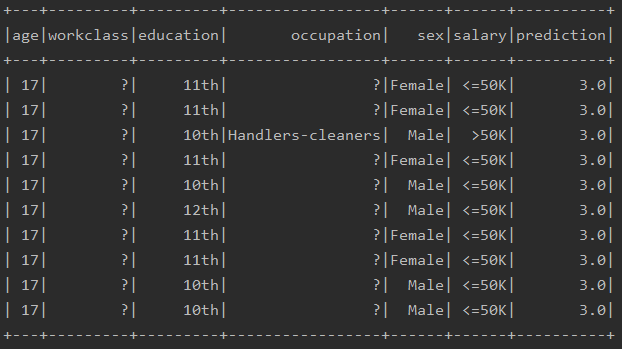 +---+---------+---------+-----------------+------+------+----------+
|age|workclass|education|       occupation|   sex|salary|prediction|
+---+---------+---------+-----------------+------+------+----------+
| 17|        ?|     11th|                ?|Female| <=50K|       3.0|
| 17|        ?|     11th|                ?|Female| <=50K|       3.0|
| 17|        ?|     10th|Handlers-cleaners|  Male|  >50K|       3.0|
| 17|        ?|     11th|                ?|Female| <=50K|       3.0|
| 17|        ?|     10th|                ?|  Male| <=50K|       3.0|
| 17|        ?|     12th|                ?|  Male| <=50K|       3.0|
| 17|        ?|     11th|                ?|Female| <=50K|       3.0|
| 17|        ?|     11th|                ?|Female| <=50K|       3.0|
| 17|        ?|     10th|                ?|  Male| <=50K|       3.0|
| 17|        ?|     10th|                ?|  Male| <=50K|       3.0|
+---+---------+---------+-----------------+------+------+----------+